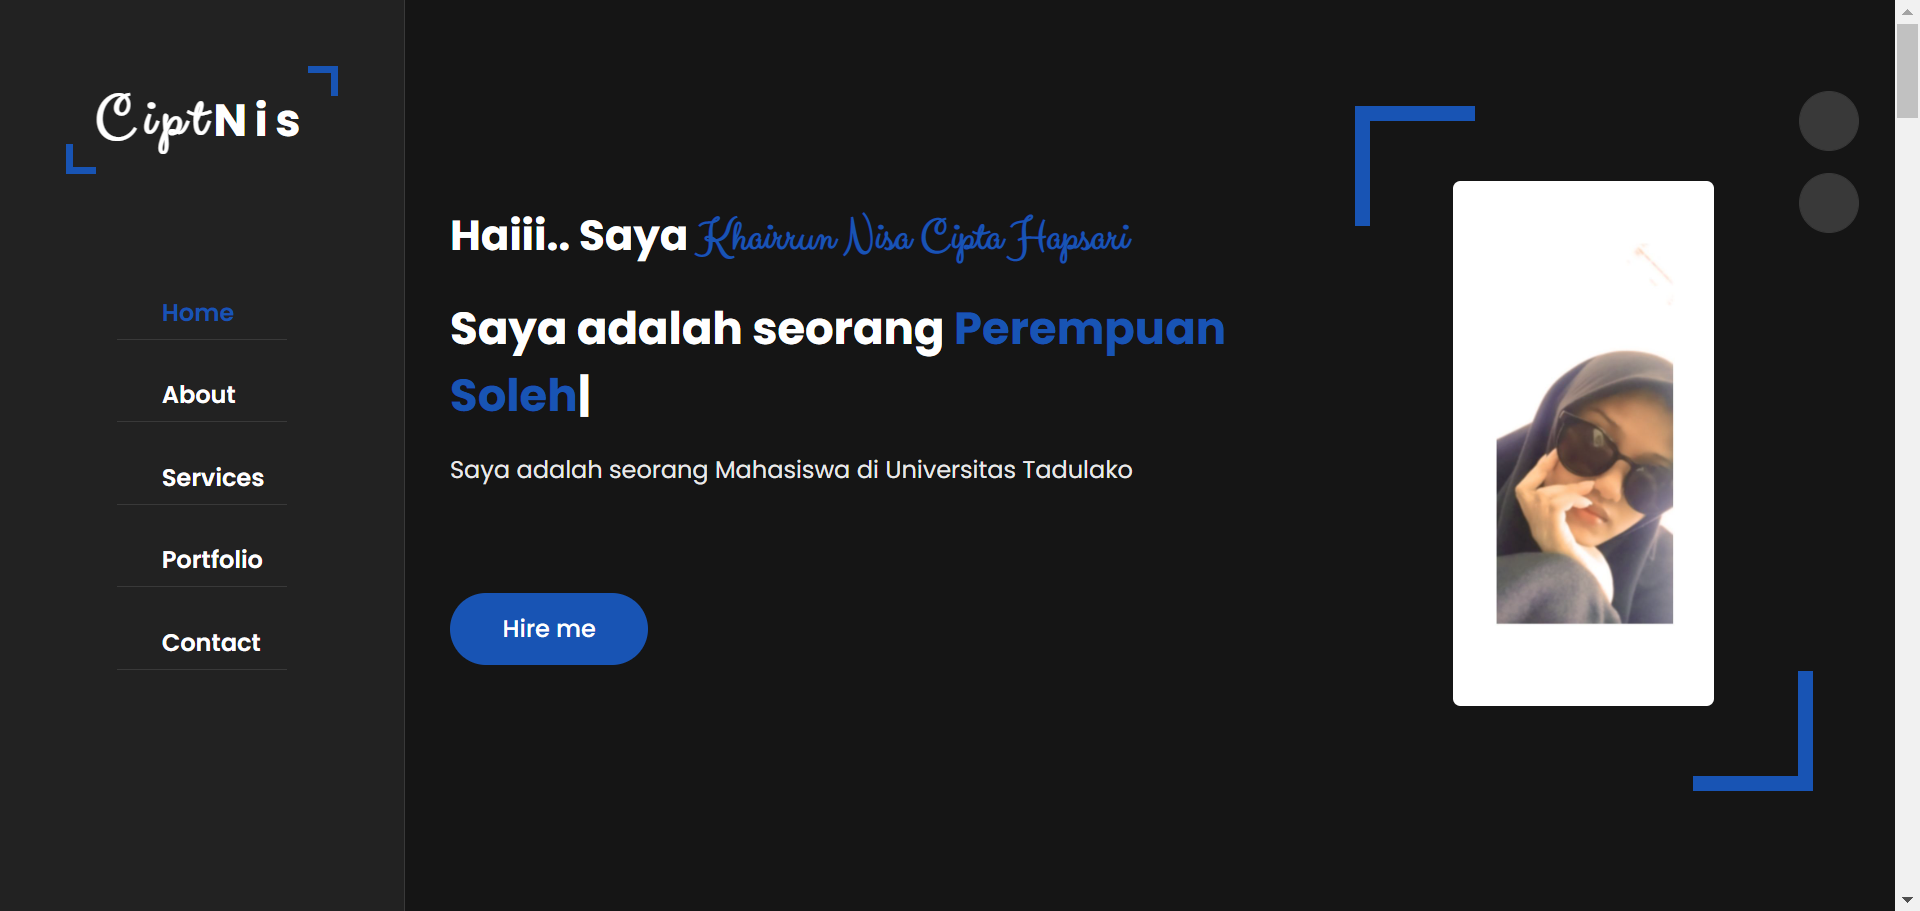 CiptNis
Home
About
Services
Portfolio
Contact
Haiii.. Saya Khairrun Nisa Cipta Hapsari
Saya adalah seorang Perempuan
Soleh|
Saya adalah seorang Mahasiswa di Universitas Tadulako
Hire me